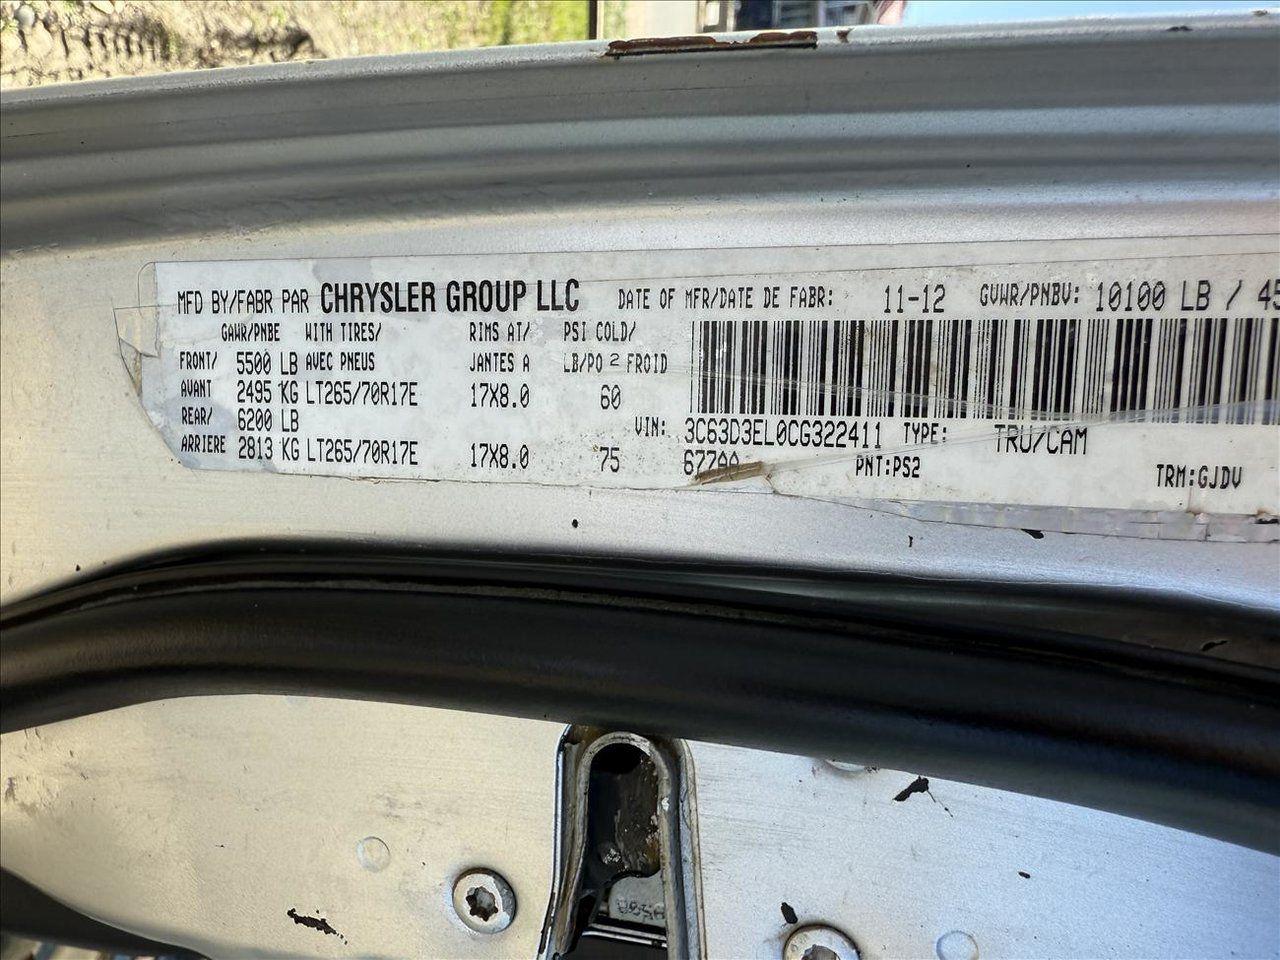 MFD BY/FABR PAR CHRYSLER GROUP LLC DATE OF MFR/DATE DE FABR: 11-12 GVWR/PNBV: 10100 LB / 45
GAWR/PNBE WITH TIRES/ RIMS AT/ PSI COLD/
FRONT/ 5500 LB AVEC PNEUS JANTES A LB/PO 2 FROID
AVANT 2495 KG LT265/70R17E 17X8.0 60
REAR/ 6200 LB
VIN: 3C63D3EL0CG322411 TYPE: TRU/CAM
ARRIERE 2813 KG LT265/70R17E 17X8.0 75
677AA PNT:PS2 TRM:GJDV